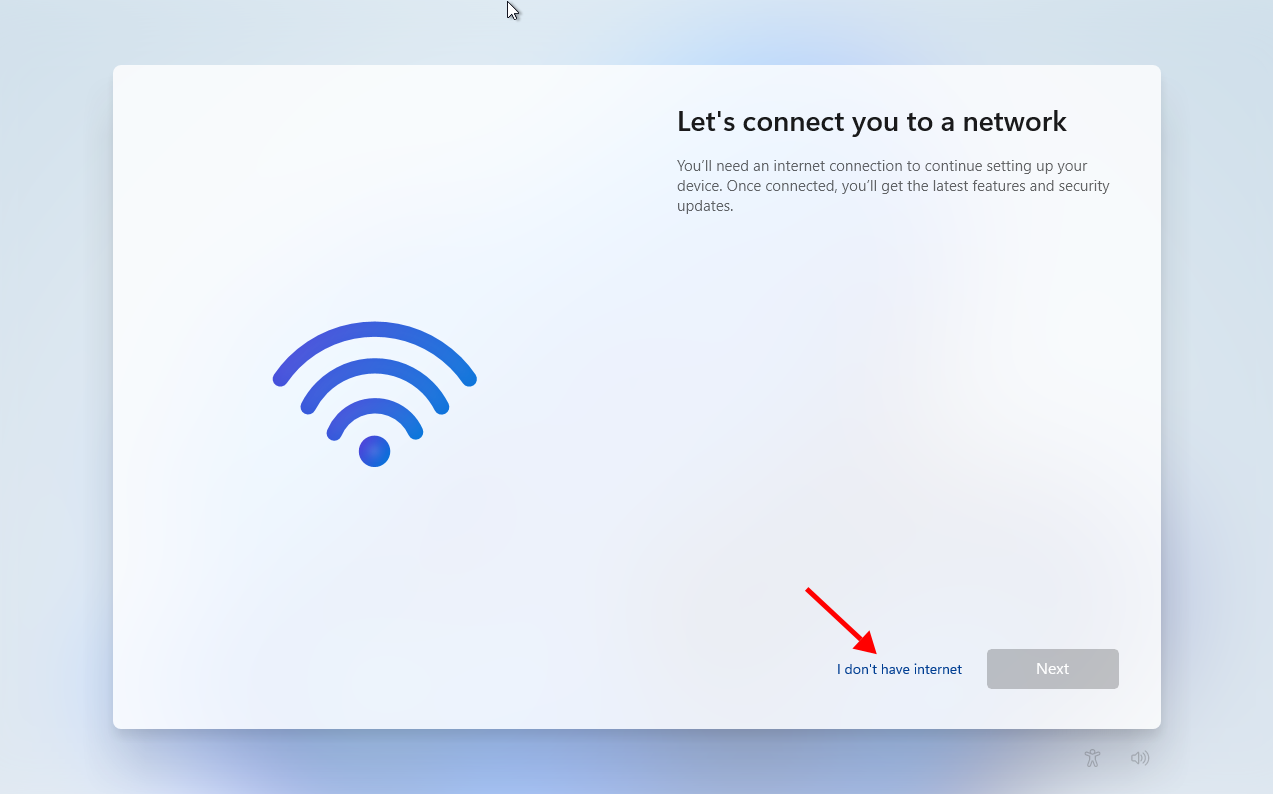 Let's connect you to a network
You’ll need an internet connection to continue setting up your
device. Once connected, you’ll get the latest features and security
updates.
I don't have internet
Next